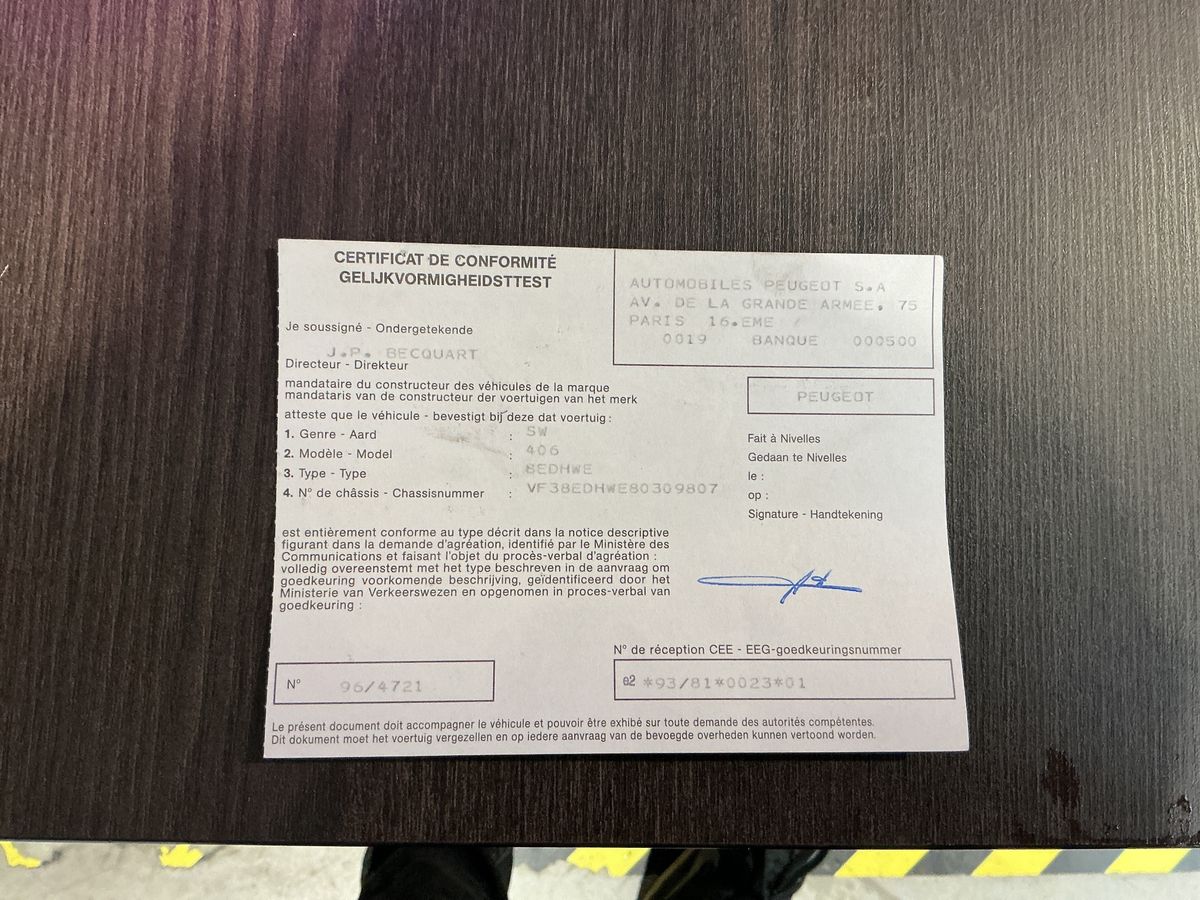 CERTIFICAT DE CONFORMITÉ
GELIJKVORMIGHEIDSTTEST
AUTOMOBILES PEUGEOT S.A
AV. DE LA GRANDE ARMEE, 75
PARIS 16.EME
0019 BANQUE 000500
Je soussigné - Ondergetekende
J.P. BECQUART
Directeur - Direkteur
mandataire du constructeur des véhicules de la marque
mandataris van de constructeur der voertuigen van het merk
PEUGEOT
atteste que le véhicule - bevestigt bij deze dat voertuig :
1. Genre - Aard : SW
2. Modèle - Model : 406
3. Type - Type : 8EDHWE
4. N° de châssis - Chassisnummer : VF38EDHWE80309807
Fait à Nivelles
Gedaan te Nivelles
le :
op :
Signature - Handtekening
est entièrement conforme au type décrit dans la notice descriptive
figurant dans la demande d'agréation, identifié par le Ministère des
Communications et faisant l'objet du procès-verbal d'agréation :
volledig overeenstemt met het type beschreven in de aanvraag om
goedkeuring voorkomende beschrijving, geïdentificeerd door het
Ministerie van Verkeerswezen en opgenomen in proces-verbal van
goedkeuring :
N° 96/4721
N° de réception CEE - EEG-goedkeuringsnummer
e2 *93/81*0023*01
Le présent document doit accompagner le véhicule et pouvoir être exhibé sur toute demande des autorités compétentes.
Dit dokument moet het voertuig vergezellen en op iedere aanvraag van de bevoegde overheden kunnen vertoond worden.